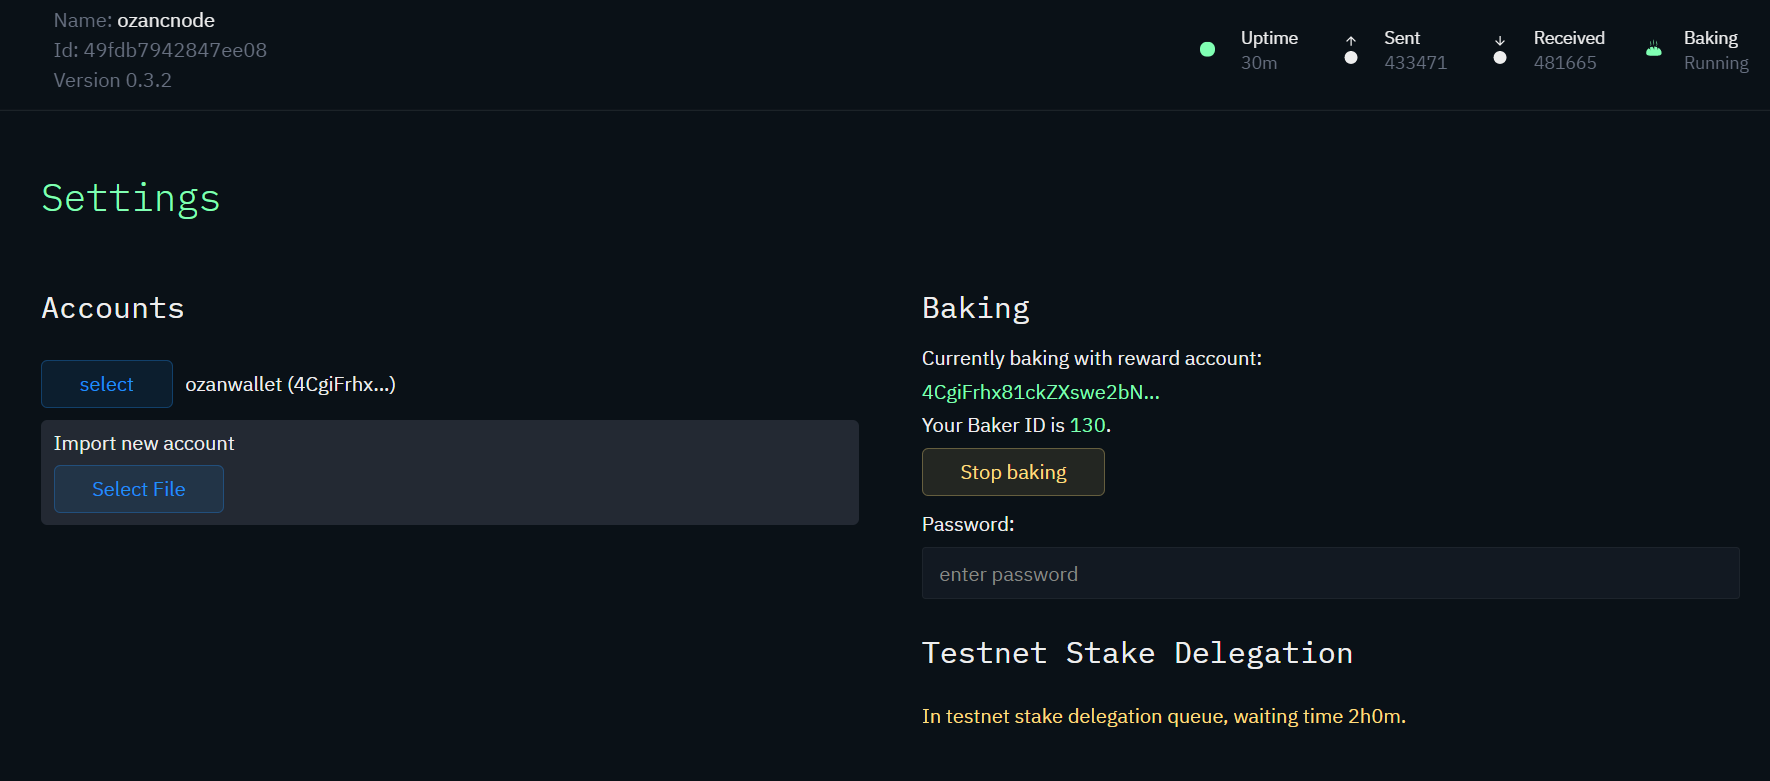 Name: ozancnode
Id: 49fdb7942847ee08
Version 0.3.2
Uptime
30m
Sent
433471
Received
481665
Baking
Running
Settings
Accounts
select
ozanwallet (4CgiFrhx...)
Import new account
Select File
Baking
Currently baking with reward account:
4CgiFrhx81ckZXswe2bN...
Your Baker ID is 130.
Stop baking
Password:
enter password
Testnet Stake Delegation
In testnet stake delegation queue, waiting time 2h0m.